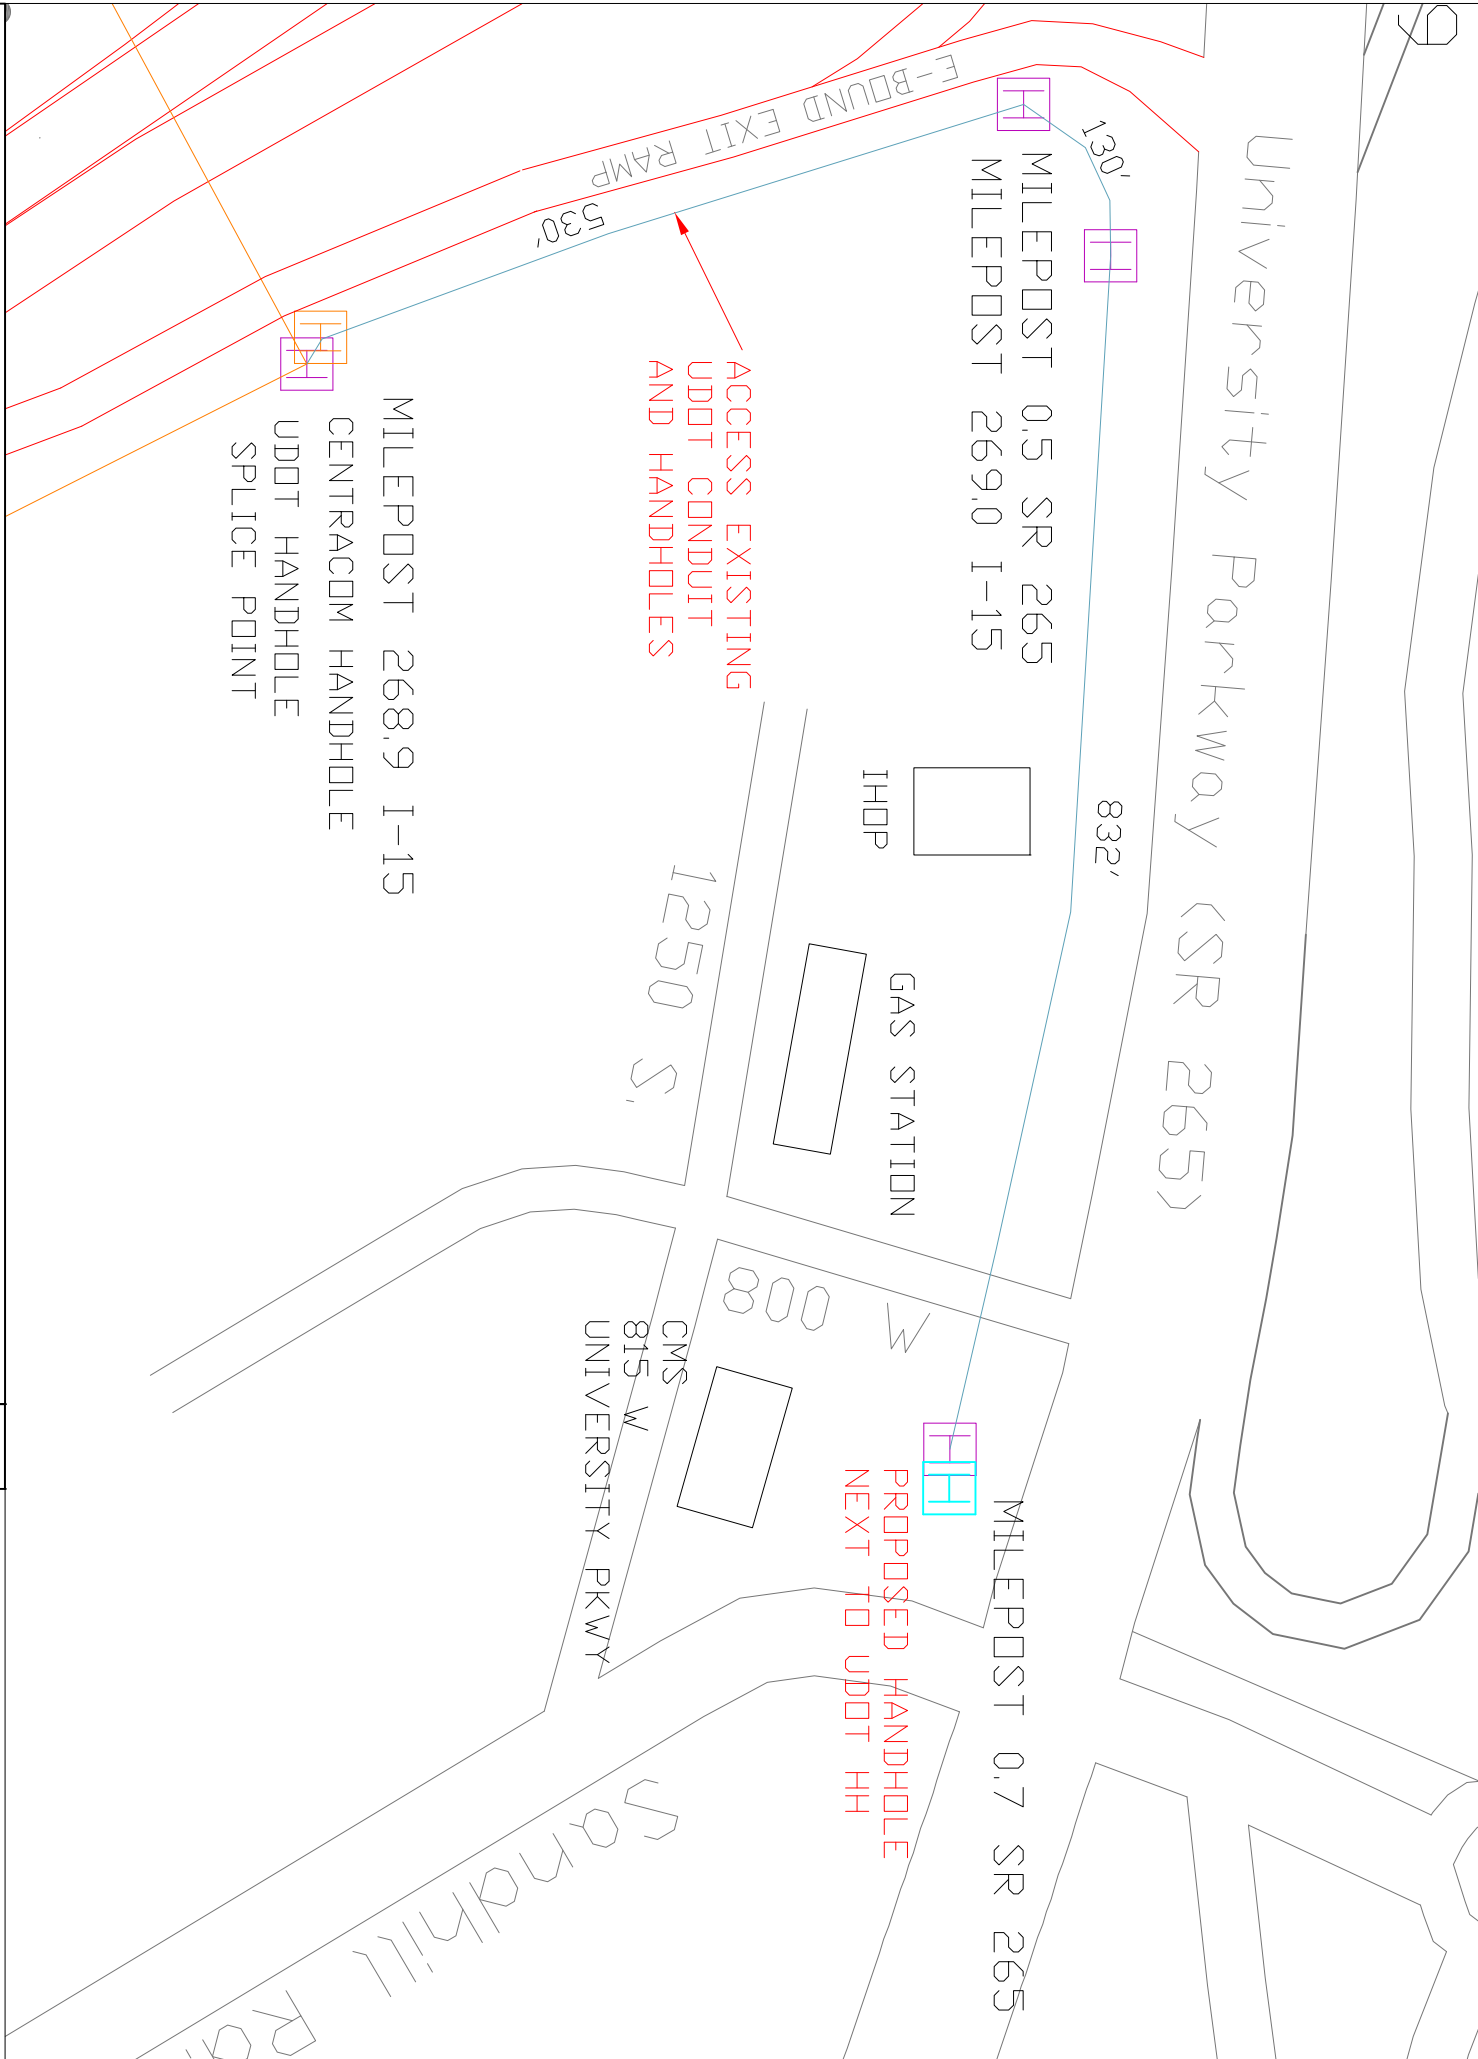 E-BOUND EXIT RAMP
530'
130'
MILEPOST 0.5 SR 265
MILEPOST 269.0 I-15
University Parkway (SR 265)
832'
ACCESS EXISTING
UDOT CONDUIT
AND HANDHOLES
MILEPOST 268.9 I-15
CENTRACOM HANDHOLE
UDOT HANDHOLE
SPLICE POINT
H
H
H
H
H
H
IHOP
GAS STATION
1250 S.
800 W
CMS
815 W
UNIVERSITY PKWY
PROPOSED HANDHOLE
NEXT TO UDOT HH
MILEPOST 0.7 SR 265
Sandhill